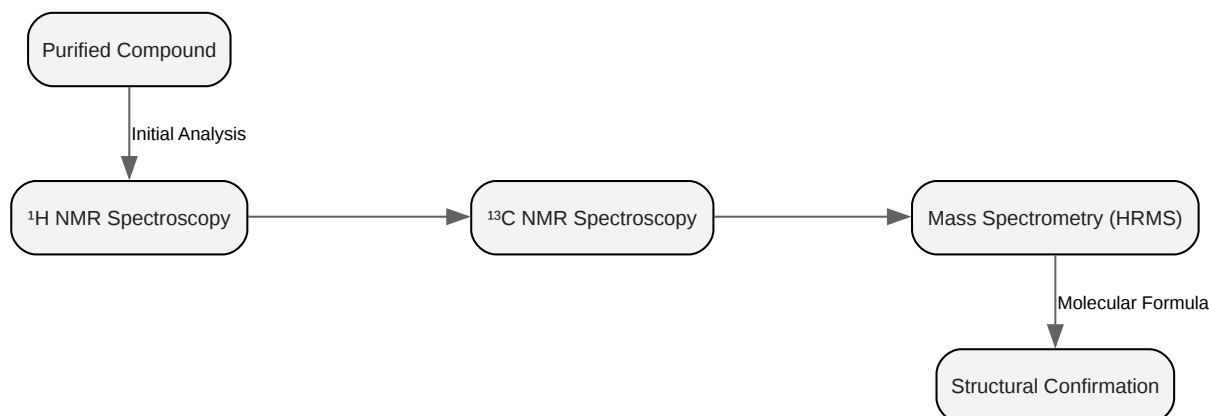 Purified Compound
Initial Analysis
¹H NMR Spectroscopy
¹³C NMR Spectroscopy
Mass Spectrometry (HRMS)
Molecular Formula
Structural Confirmation